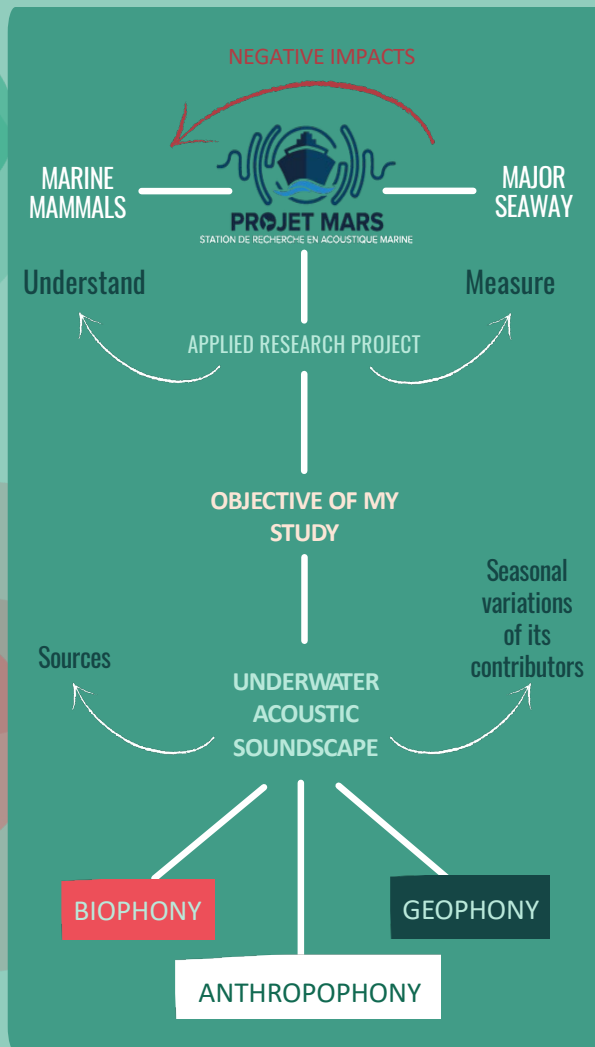 NEGATIVE IMPACTS
MARINE
MAMMALS
PROJET MARS
STATION DE RECHERCHE EN ACOUSTIQUE MARINE
MAJOR
SEAWAY
Understand
Measure
APPLIED RESEARCH PROJECT
OBJECTIVE OF MY
STUDY
Sources
Seasonal
variations
of its
contributors
UNDERWATER
ACOUSTIC
SOUNDSCAPE
BIOPHONY
GEOPHONY
ANTHROPOPHONY